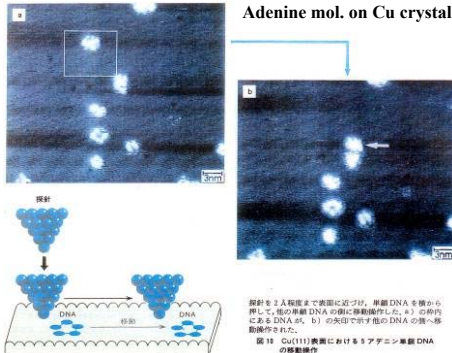 Adenine mol. on Cu crystal
a
3nm
b
3nm
探針
DNA
DNA
移動
探針を2Å程度まで表面に近づけ,単鎖DNAを横から
押して,他の単鎖DNAの側に移動操作した。a)の枠内
にあるDNAが,b)の矢印で示す他のDNAの側へ移
動操作された。
図10 Cu(111)表面における5アデニン単鎖DNA
の移動操作